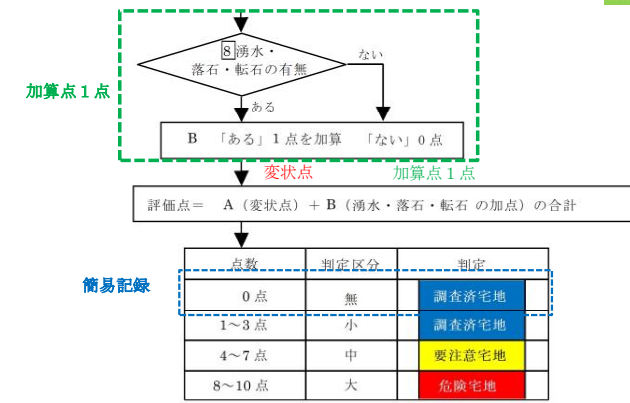 8湧水・
落石・転石の有無
ない
加算点１点
ある
B 「ある」1点を加算 「ない」0点
変状点 加算点１点
評価点＝ A（変状点）＋B（湧水・落石・転石 の加点）の合計
点数 判定区分 判定
簡易記録
0点 無 調査済宅地
1～3点 小 調査済宅地
4～7点 中 要注意宅地
8～10点 大 危険宅地